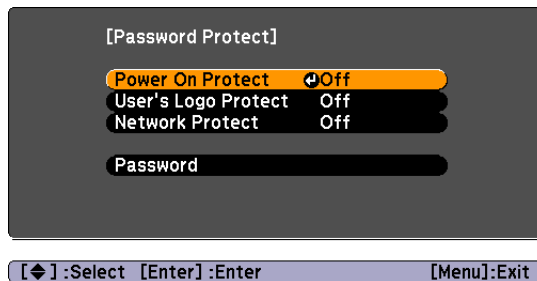 [Password Protect]
Power On Protect Off
User's Logo Protect Off
Network Protect Off
Password
[◆] :Select [Enter] :Enter [Menu]:Exit